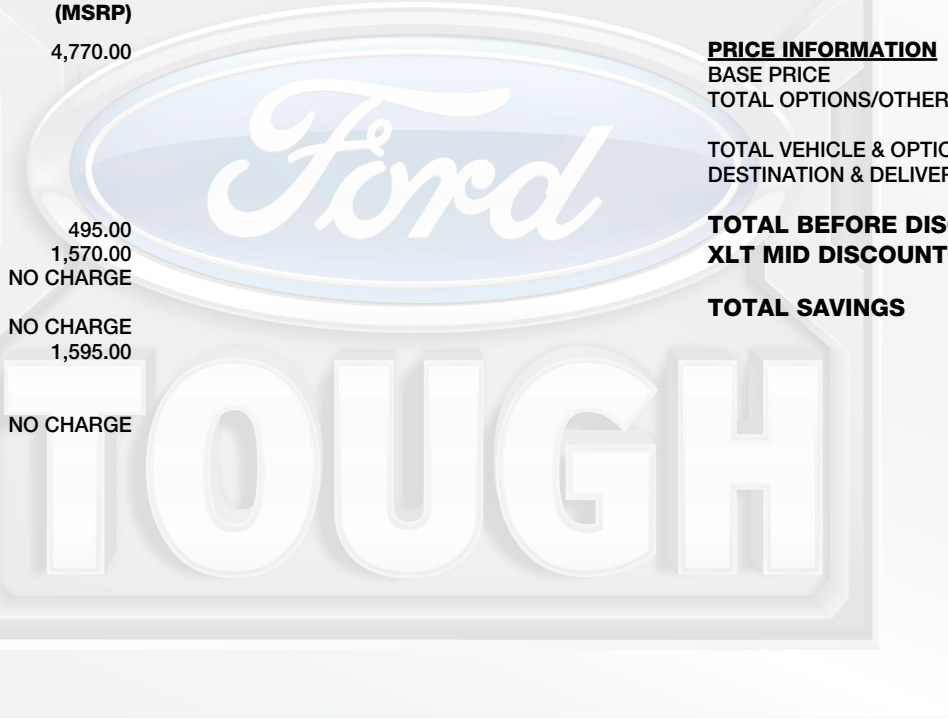 (MSRP)
4,770.00
495.00
1,570.00
NO CHARGE
NO CHARGE
1,595.00
NO CHARGE
PRICE INFORMATION
BASE PRICE
TOTAL OPTIONS/OTHER
TOTAL VEHICLE & OPTIO
DESTINATION & DELIVER
TOTAL BEFORE DISC
XLT MID DISCOUNT
TOTAL SAVINGS
Ford
TOUGH